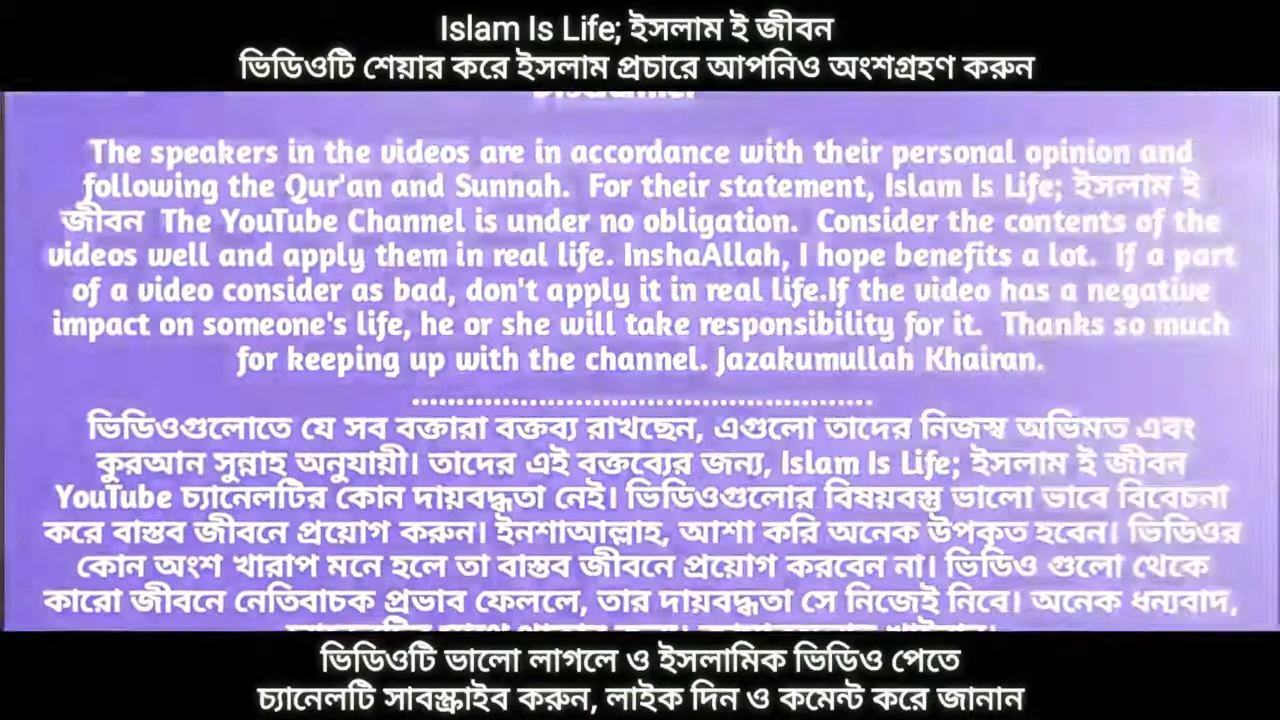 Islam Is Life; ইসলাম ই জীবন
ভিডিওটি শেয়ার করে ইসলাম প্রচারে আপনিও অংশগ্রহণ করুন
The speakers in the videos are in accordance with their personal opinion and
following the Qur'an and Sunnah. For their statement, Islam Is Life; ইসলাম ই
জীবন The YouTube Channel is under no obligation. Consider the contents of the
videos well and apply them in real life. InshaAllah, I hope benefits a lot. If a part
of a video consider as bad, don't apply it in real life.If the video has a negative
impact on someone's life, he or she will take responsibility for it. Thanks so much
for keeping up with the channel. Jazakumullah Khairan.
..................................................
ভিডিওগুলোতে যে সব বক্তারা বক্তব্য রাখছেন, এগুলো তাদের নিজস্ব অভিমত এবং
কুরআন সুন্নাহ অনুযায়ী। তাদের এই বক্তব্যের জন্য, Islam Is Life; ইসলাম ই জীবন
YouTube চ্যানেলটির কোন দায়বদ্ধতা নেই। ভিডিওগুলোর বিষয়বস্তু ভালো ভাবে বিবেচনা
করে বাস্তব জীবনে প্রয়োগ করুন। ইনশাআল্লাহ, আশা করি অনেক উপকৃত হবেন। ভিডিওর
কোন অংশ খারাপ মনে হলে তা বাস্তব জীবনে প্রয়োগ করবেন না। ভিডিও গুলো থেকে
কারো জীবনে নেতিবাচক প্রভাব ফেললে, তার দায়বদ্ধতা সে নিজেই নিবে। অনেক ধন্যবাদ,
ভিডিওটি ভালো লাগলে ও ইসলামিক ভিডিও পেতে
চ্যানেলটি সাবস্ক্রাইব করুন, লাইক দিন ও কমেন্ট করে জানান